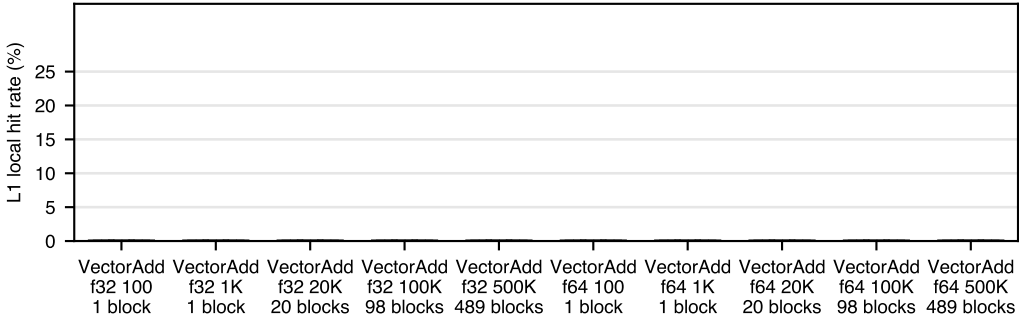 L1 local hit rate (%)
25
20
15
10
5
0
VectorAdd VectorAdd VectorAdd VectorAdd VectorAdd VectorAdd VectorAdd VectorAdd VectorAdd VectorAdd
f32 100 f32 1K f32 20K f32 100K f32 500K f64 100 f64 1K f64 20K f64 100K f64 500K
1 block 1 block 20 blocks 98 blocks 489 blocks 1 block 1 block 20 blocks 98 blocks 489 blocks